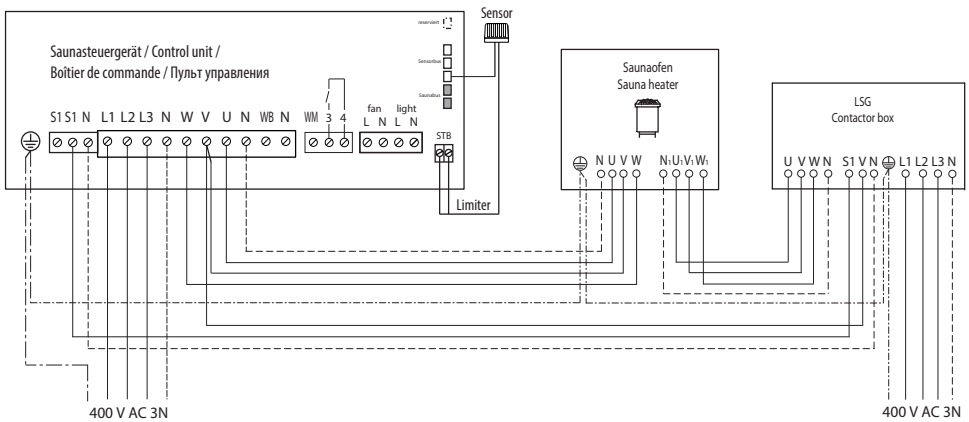 reserviert
Sensor
Saunasteuergerät / Control unit /
Boîtier de commande / Пульт управления
Sensorbus
Saunabus
S1 S1 N L1 L2 L3 N W V U N WB N WM 3 4
fan light
L N L N
STB
Limiter
Saunaofen
Sauna heater
N U V W N1 U1 V1 W1
LSG
Contactor box
U V W N S1 V N L1 L2 L3 N
400 V AC 3N
400 V AC 3N